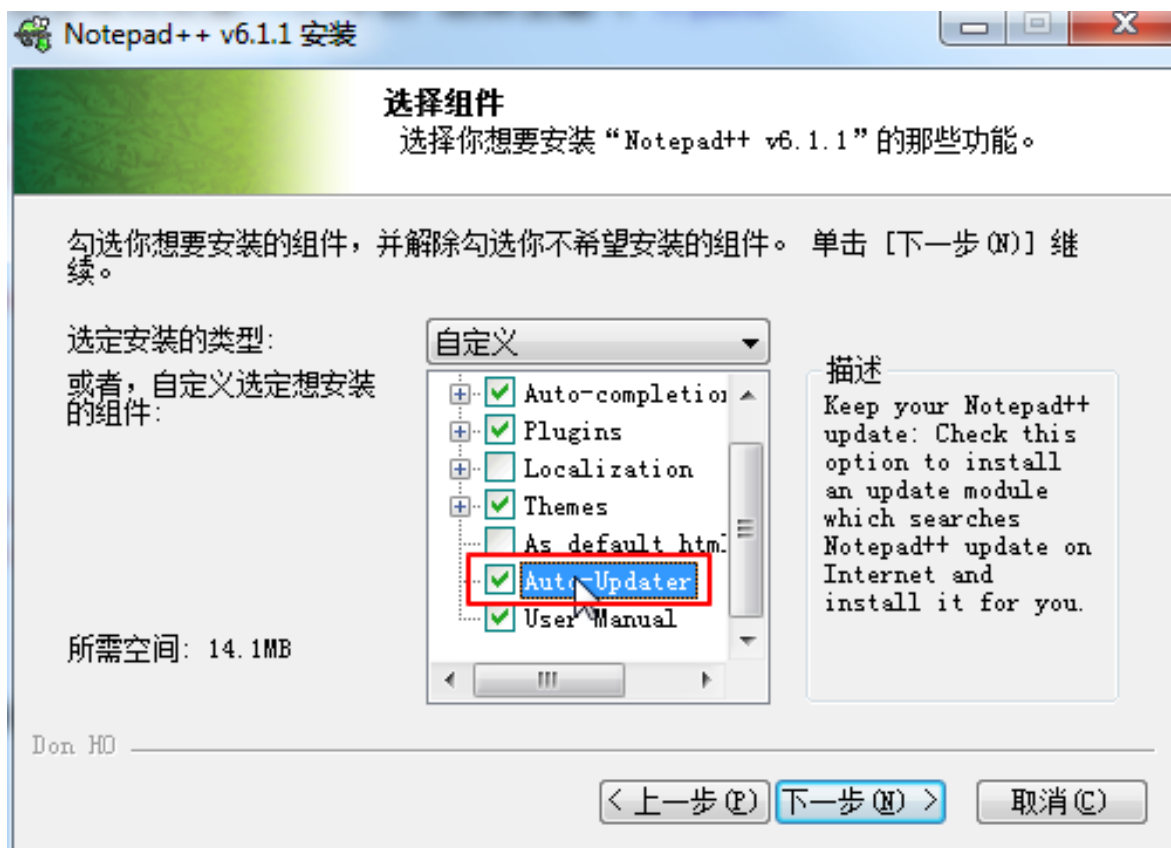 Notepad++ v6.1.1 安装
选择组件
选择你想要安装“Notepad++ v6.1.1”的那些功能。
勾选你想要安装的组件，并解除勾选你不希望安装的组件。 单击 [下一步(N)] 继
续。
选定安装的类型:
自定义
或者，自定义选定想安装
的组件:
Auto-completion
Plugins
Localization
Themes
As default html
Auto-Updater
User Manual
描述
Keep your Notepad++
update: Check this
option to install
an update module
which searches
Notepad++ update on
Internet and
install it for you.
所需空间: 14.1MB
Don HO
< 上一步(P)
下一步(N) >
取消(C)